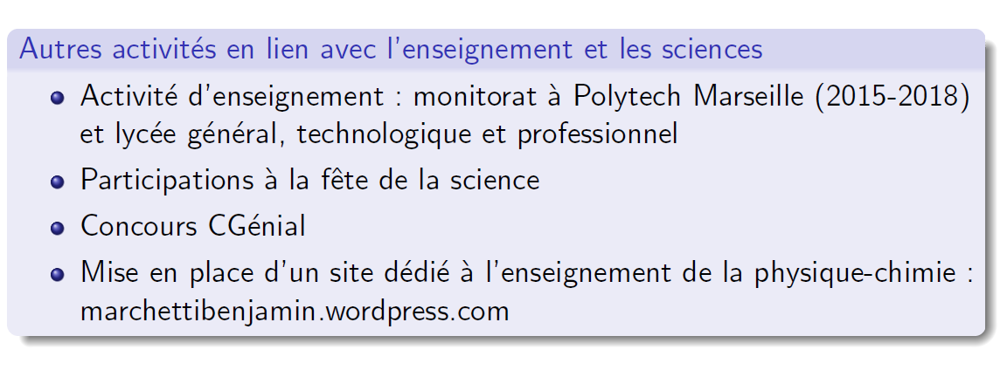 Autres activités en lien avec l'enseignement et les sciences
Activité d'enseignement : monitorat à Polytech Marseille (2015-2018)
et lycée général, technologique et professionnel
Participations à la fête de la science
Concours CGénial
Mise en place d'un site dédié à l'enseignement de la physique-chimie :
marchettibenjamin.wordpress.com